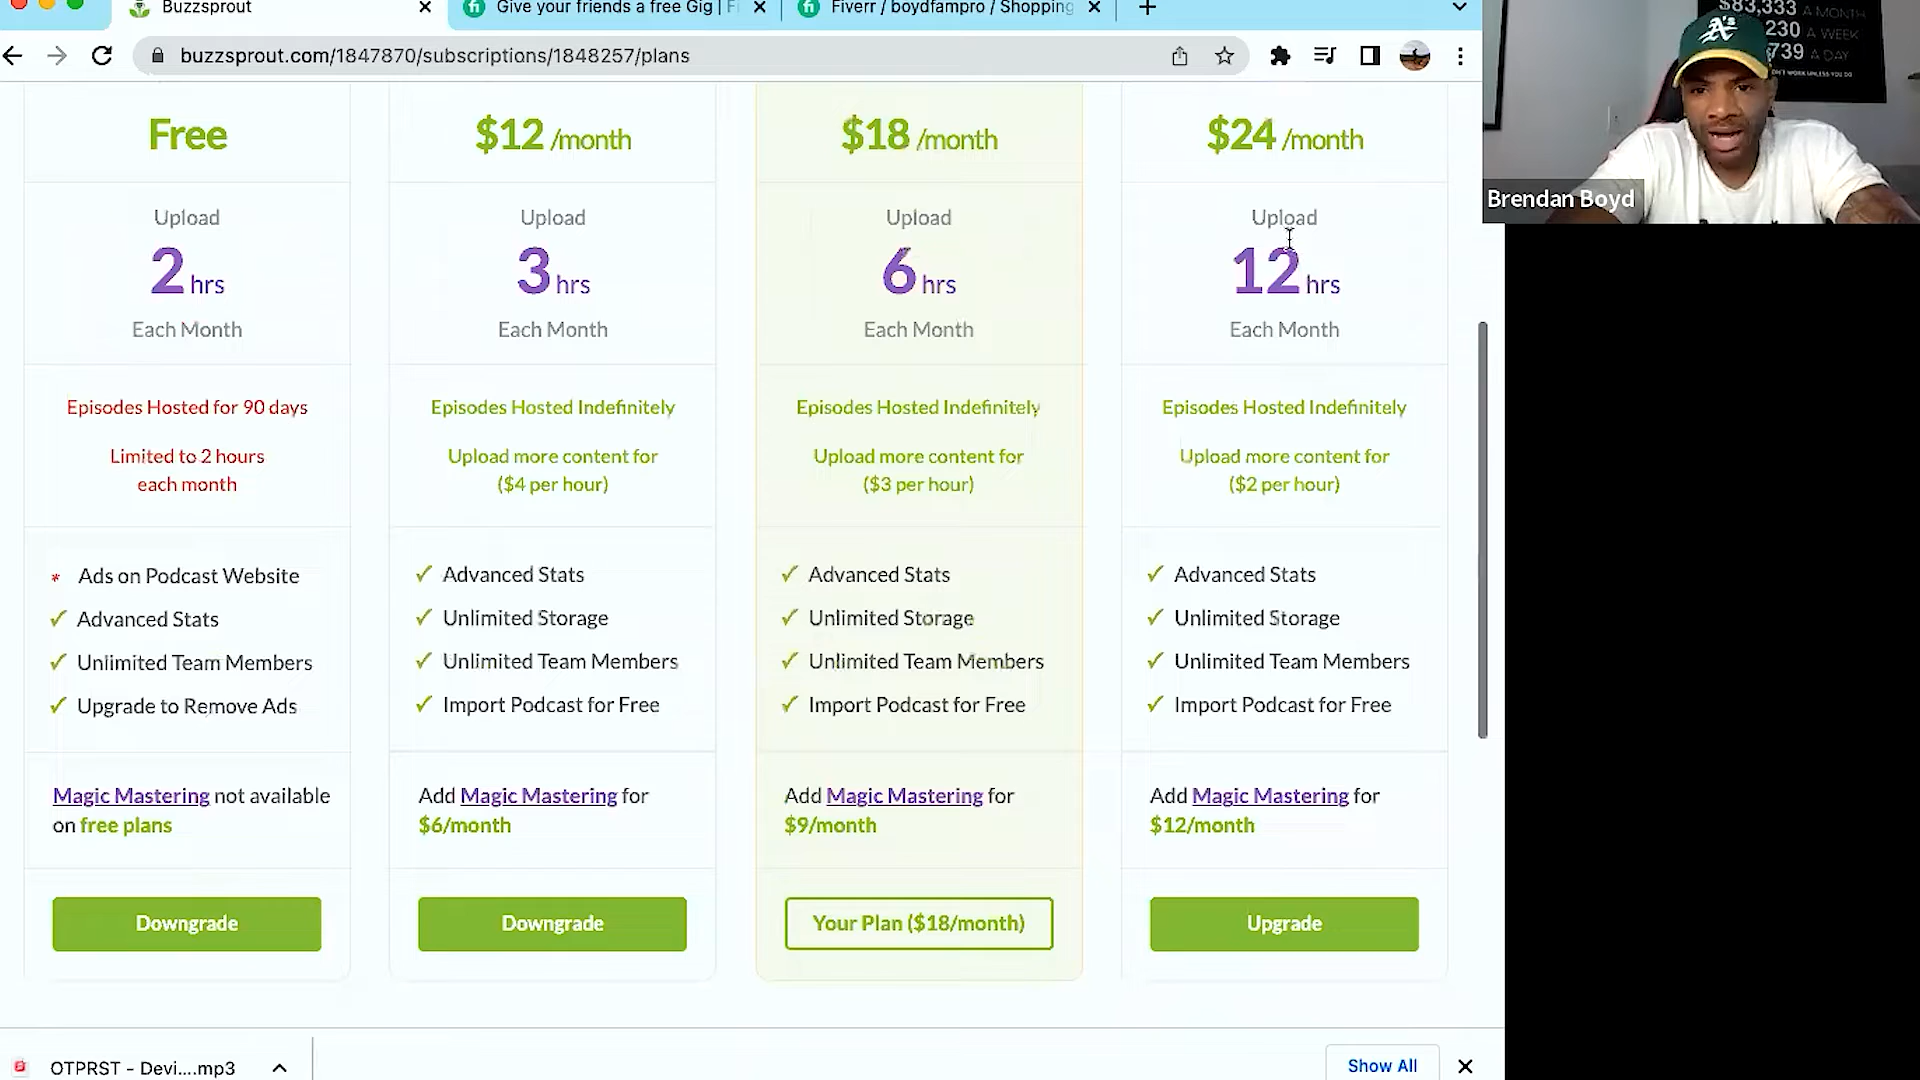 Buzzsprout
Give your friends a free Gig | Fi
Fiverr / boydfampro / Shopping
buzzsprout.com/1847870/subscriptions/1848257/plans
$83,333 A MONTH
230 A WEEK
739 A DAY
Brendan Boyd
Free
$12 /month
$18 /month
$24 /month
Upload
2 hrs
Each Month
Upload
3 hrs
Each Month
Upload
6 hrs
Each Month
Upload
12 hrs
Each Month
Episodes Hosted for 90 days
Limited to 2 hours
each month
Episodes Hosted Indefinitely
Upload more content for
($4 per hour)
Episodes Hosted Indefinitely
Upload more content for
($3 per hour)
Episodes Hosted Indefinitely
Upload more content for
($2 per hour)
* Ads on Podcast Website
✓ Advanced Stats
✓ Unlimited Team Members
✓ Upgrade to Remove Ads
✓ Advanced Stats
✓ Unlimited Storage
✓ Unlimited Team Members
✓ Import Podcast for Free
✓ Advanced Stats
✓ Unlimited Storage
✓ Unlimited Team Members
✓ Import Podcast for Free
✓ Advanced Stats
✓ Unlimited Storage
✓ Unlimited Team Members
✓ Import Podcast for Free
Magic Mastering not available
on free plans
Add Magic Mastering for
$6/month
Add Magic Mastering for
$9/month
Add Magic Mastering for
$12/month
Downgrade
Downgrade
Your Plan ($18/month)
Upgrade
OTPRST - Devi....mp3
Show All